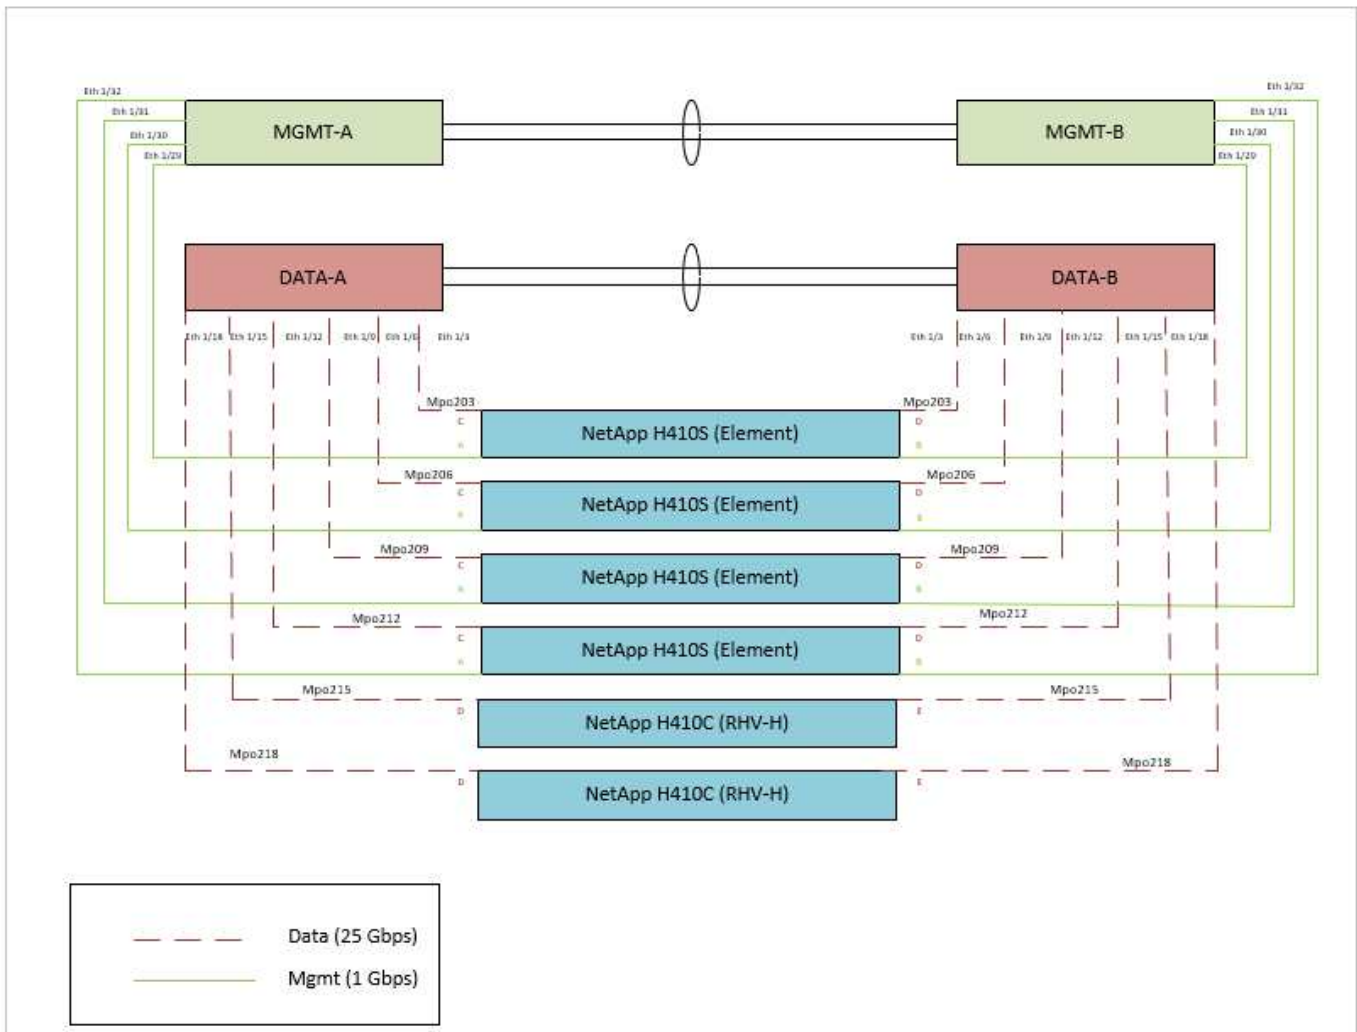 Eth 1/32 Eth 1/32
Eth 1/31 Eth 1/31
MGMT-A MGMT-B
Eth 1/30 Eth 1/30
Eth 1/29 Eth 1/29
DATA-A DATA-B
Eth 1/18 Eth 1/15 Eth 1/12 Eth 1/9 Eth 1/6 Eth 1/3 Eth 1/3 Eth 1/6 Eth 1/9 Eth 1/12 Eth 1/15 Eth 1/18
Mpo203 Mpo203
C D
NetApp H410S (Element)
B
Mpo206 Mpo206
C D
NetApp H410S (Element)
B
Mpo209 Mpo209
C D
NetApp H410S (Element)
B
Mpo212 Mpo212
C D
NetApp H410S (Element)
B
Mpo215 Mpo215
D E
NetApp H410C (RHV-H)
Mpo218 Mpo218
D E
NetApp H410C (RHV-H)
Data (25 Gbps)
Mgmt (1 Gbps)